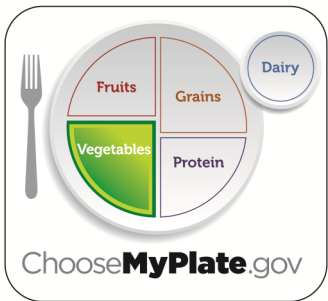 Dairy
Fruits
Grains
Vegetables
Protein
ChooseMyPlate.gov